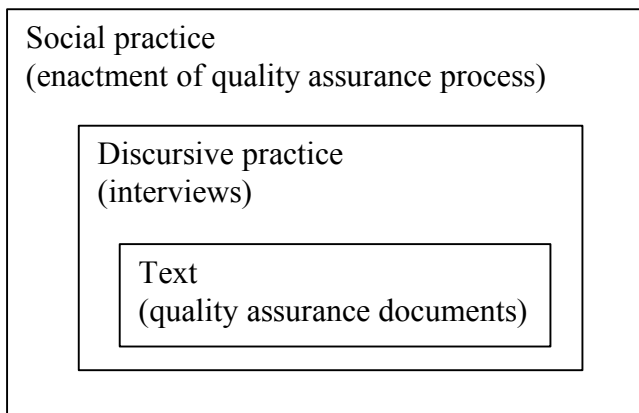 Social practice
(enactment of quality assurance process)
Discursive practice
(interviews)
Text
(quality assurance documents)